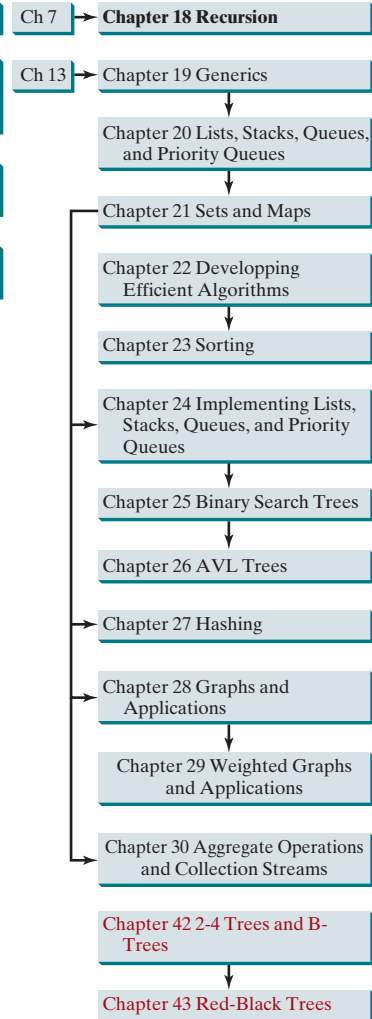 Ch 7
Chapter 18 Recursion
Ch 13
Chapter 19 Generics
Chapter 20 Lists, Stacks, Queues,
and Priority Queues
Chapter 21 Sets and Maps
Chapter 22 Developping
Efficient Algorithms
Chapter 23 Sorting
Chapter 24 Implementing Lists,
Stacks, Queues, and Priority
Queues
Chapter 25 Binary Search Trees
Chapter 26 AVL Trees
Chapter 27 Hashing
Chapter 28 Graphs and
Applications
Chapter 29 Weighted Graphs
and Applications
Chapter 30 Aggregate Operations
and Collection Streams
Chapter 42 2-4 Trees and B-
Trees
Chapter 43 Red-Black Trees